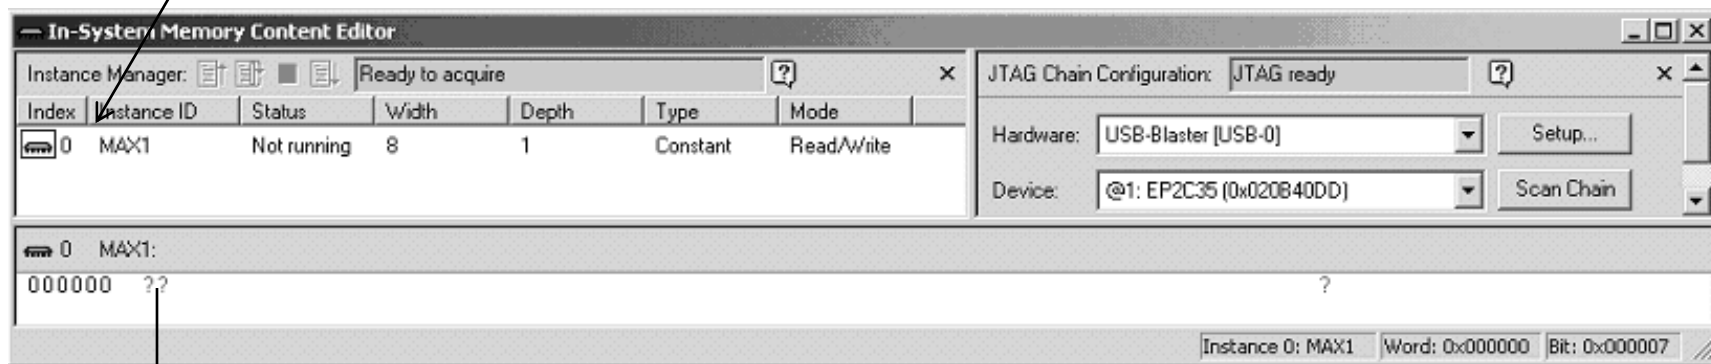 In-System Memory Content Editor
Instance Manager: Ready to acquire
JTAG Chain Configuration: JTAG ready
Index Instance ID Status Width Depth Type Mode
0 MAX1 Not running 8 1 Constant Read/Write
Hardware: USB-Blaster [USB-0] Setup...
Device: @1: EP2C35 (0x020B40DD) Scan Chain
0 MAX1:
000000 ?? ?
Instance 0: MAX1 Word: 0x000000 Bit: 0x000007